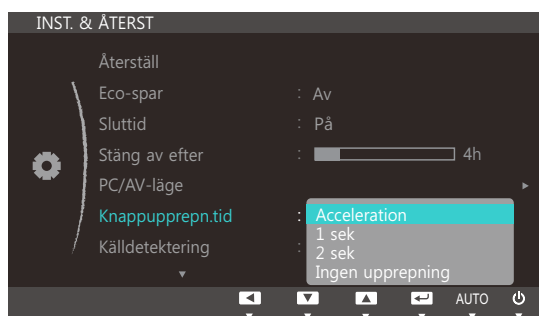 INST. & ÅTERST
Återställ
Eco-spar : Av
Sluttid : På
Stäng av efter : 4h
PC/AV-läge
Knappupprepn.tid : Acceleration
1 sek
2 sek
Ingen upprepning
Källdetektering :
AUTO